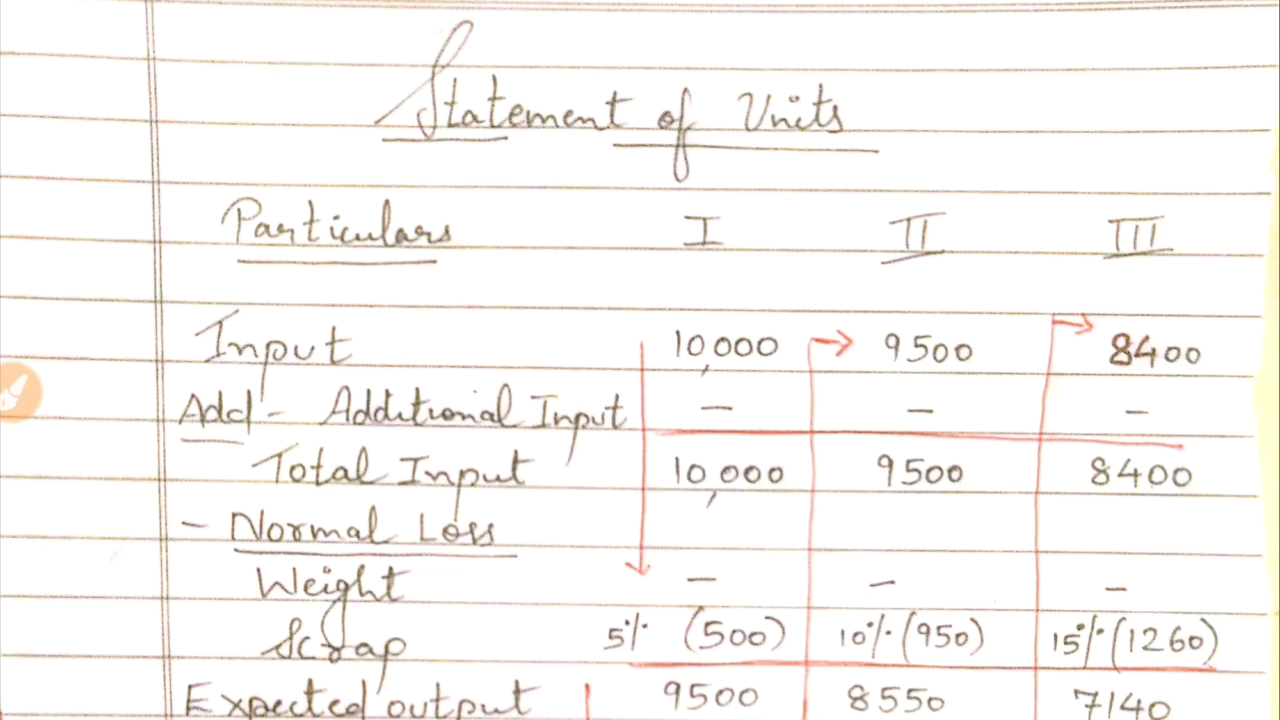 Statement of Units
Particulars I II III
Input 10,000 9500 8400
Add - Additional Input - - -
Total Input 10,000 9500 8400
- Normal Loss
Weight - - -
Scrap 5% (500) 10% (950) 15% (1260)
Expected output 9500 8550 7140